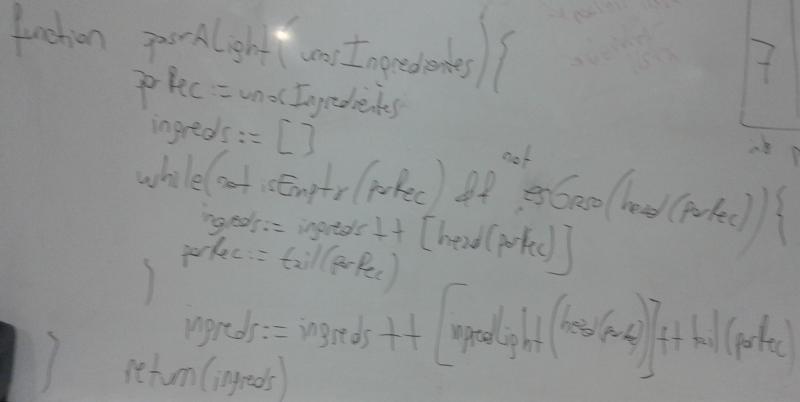 function pasarALight(unosIngredientes){
porRec := unosIngredientes
ingreds := []
while(not isEmpty(porRec) && not esGraso(head(porRec)){
ingreds := ingreds ++ [head(porRec)]
porRec := tail(porRec)
}
ingreds := ingreds ++ [ingredLight(head(porRec))] ++ tail(porRec)
} return(ingreds)
7